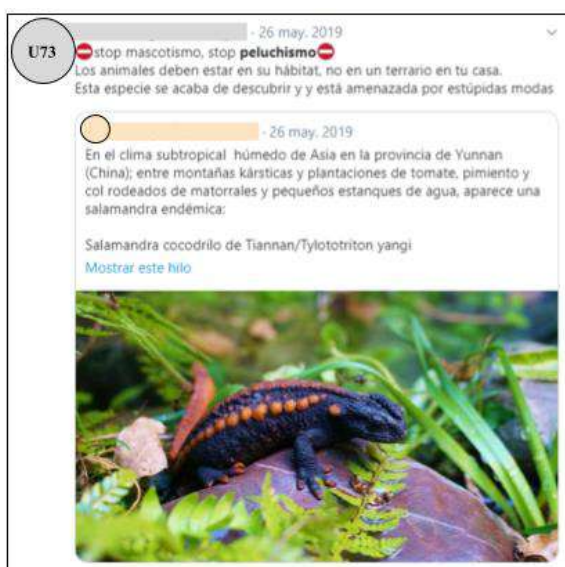 U73
- 26 may. 2019
⛔stop mascotismo, stop peluchismo⛔
Los animales deben estar en su hábitat, no en un terrario en tu casa.
Esta especie se acaba de descubrir y y está amenazada por estúpidas modas
- 26 may. 2019
En el clima subtropical húmedo de Asia en la provincia de Yunnan
(China); entre montañas kársticas y plantaciones de tomate, pimiento y
col rodeados de matorrales y pequeños estanques de agua, aparece una
salamandra endémica:
Salamandra cocodrilo de Tiannan/Tylototriton yangi
Mostrar este hilo